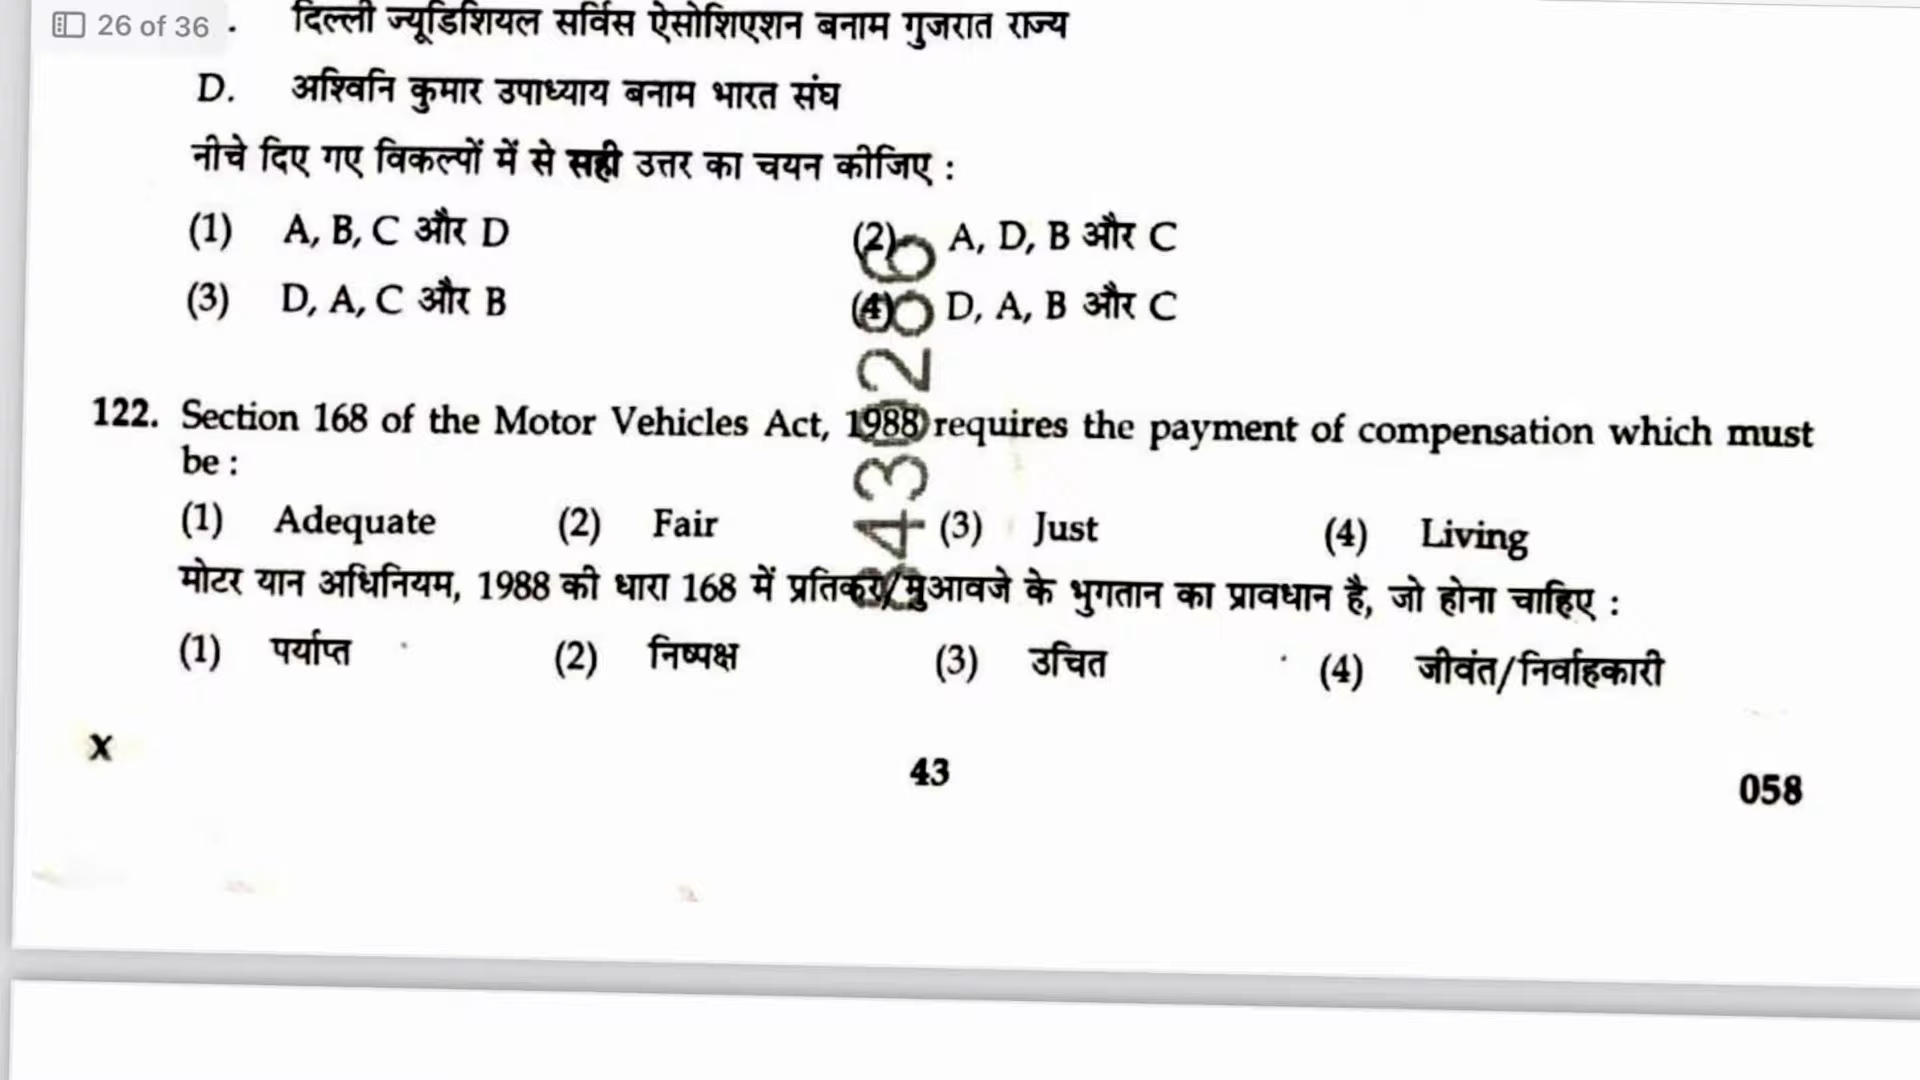 26 of 36
. दिल्ली ज्यूडिशियल सर्विस ऐसोशिएशन बनाम गुजरात राज्य
D. अश्विनि कुमार उपाध्याय बनाम भारत संघ
नीचे दिए गए विकल्पों में से सही उत्तर का चयन कीजिए :
(1) A, B, C और D (2) A, D, B और C
(3) D, A, C और B (4) D, A, B और C
122. Section 168 of the Motor Vehicles Act, 1988 requires the payment of compensation which must
be :
(1) Adequate (2) Fair (3) Just (4) Living
मोटर यान अधिनियम, 1988 की धारा 168 में प्रतिकर/मुआवजे के भुगतान का प्रावधान है, जो होना चाहिए :
(1) पर्याप्त (2) निष्पक्ष (3) उचित (4) जीवंत/निर्वाहकारी
X
43
058